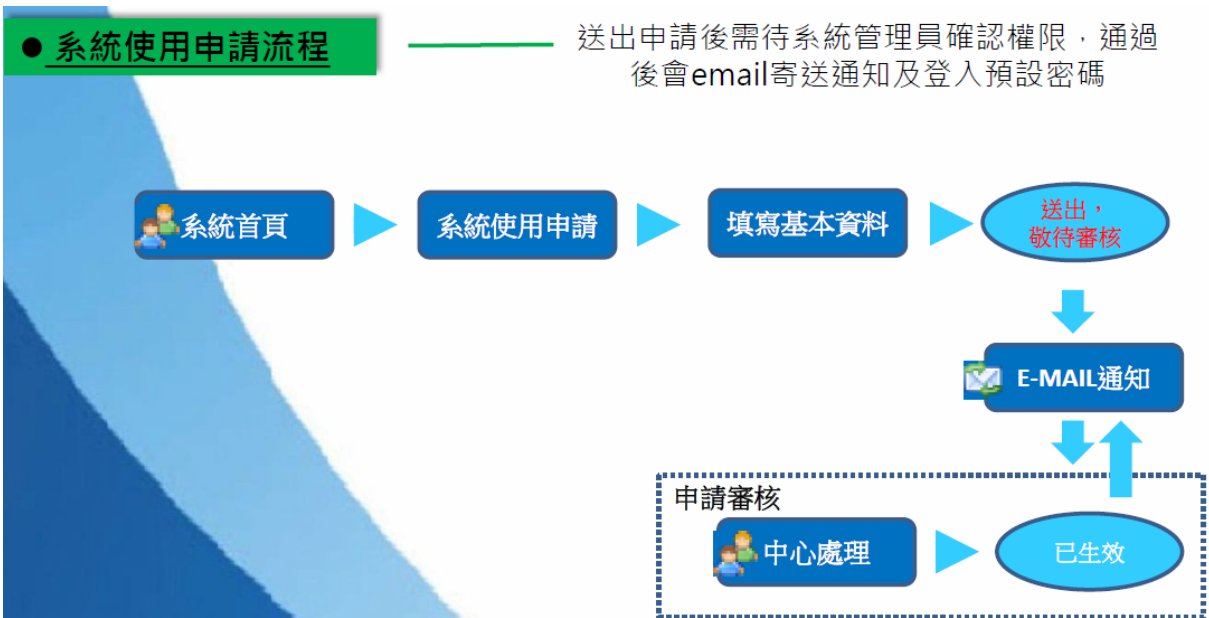 ● 系統使用申請流程
送出申請後需待系統管理員確認權限，通過
後會email寄送通知及登入預設密碼
系統首頁
系統使用申請
填寫基本資料
送出，
敬待審核
E-MAIL通知
申請審核
中心處理
已生效